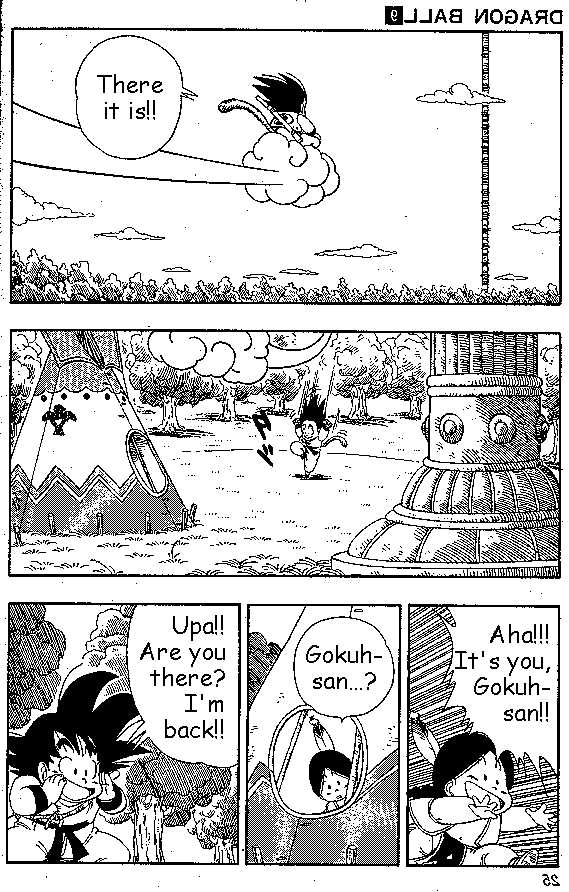 DRAGON BALL 9
There
it is!!
Upa!!
Are you
there?
I'm
back!!
Gokuh-
san...?
Aha!!!
It's you,
Gokuh-
san!!
25